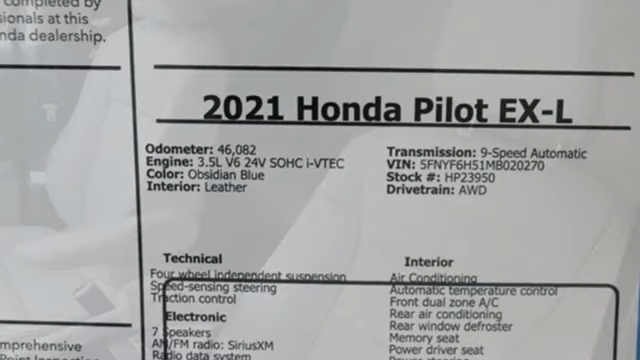 completed by
sionals at this
nda dealership.
2021 Honda Pilot EX-L
Odometer: 46,082
Engine: 3.5L V6 24V SOHC i-VTEC
Color: Obsidian Blue
Interior: Leather
Transmission: 9-Speed Automatic
VIN: 5FNYF6H51MB020270
Stock #: HP23950
Drivetrain: AWD
Technical
Four wheel independent suspension
Speed-sensing steering
Traction control
Electronic
7 Speakers
AM/FM radio: SiriusXM
Radio data system
Interior
Air Conditioning
Automatic temperature control
Front dual zone A/C
Rear air conditioning
Rear window defroster
Memory seat
Power driver seat
Power steering
mprehensive
Point Inspection